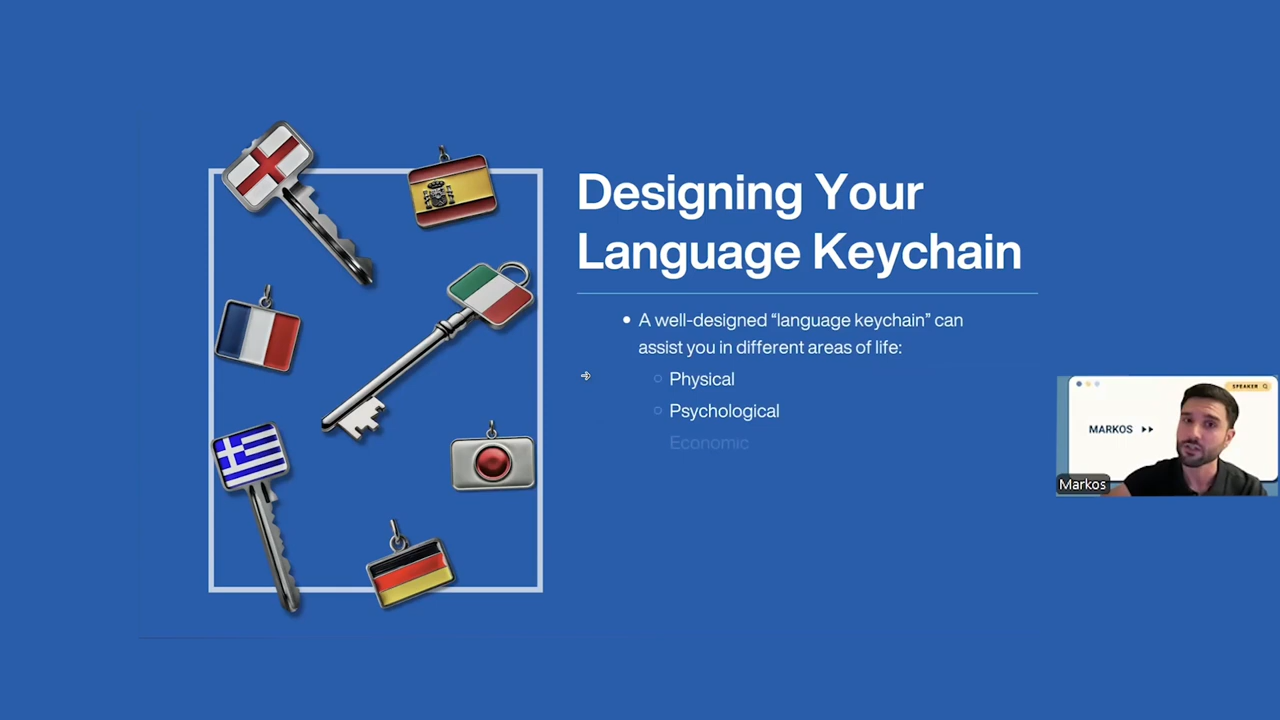 Designing Your
Language Keychain
A well-designed “language keychain” can
assist you in different areas of life:
Physical
Psychological
Economic
SPEAKER
MARKOS
Markos